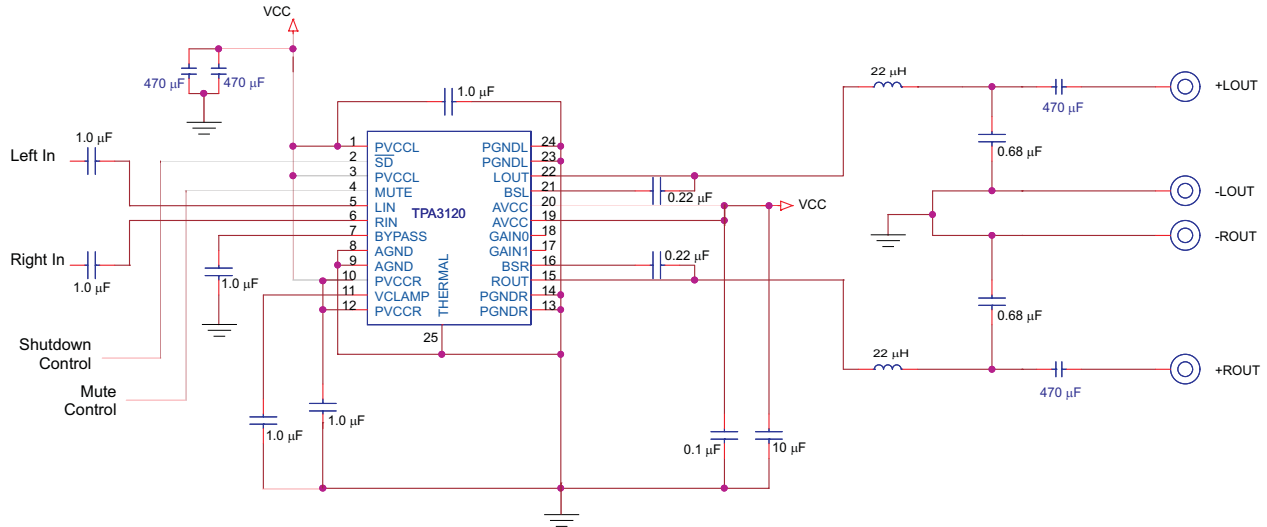 VCC
470 µF
470 µF
1.0 µF
1.0 µF
Left In
Right In
1.0 µF
1.0 µF
Shutdown
Control
Mute
Control
1.0 µF
1.0 µF
1 PVCCL
2 SD
3 PVCCL
4 MUTE
5 LIN
6 RIN
7 BYPASS
8 AGND
9 AGND
10 PVCCR
11 VCLAMP
12 PVCCR
TPA3120
THERMAL
25
PGNDL 24
PGNDL 23
LOUT 22
BSL 21
AVCC 20
AVCC 19
GAIN0 18
GAIN1 17
BSR 16
ROUT 15
PGNDR 14
PGNDR 13
0.22 µF
VCC
0.22 µF
0.1 µF
10 µF
22 µH
470 µF
+LOUT
0.68 µF
-LOUT
-ROUT
0.68 µF
22 µH
470 µF
+ROUT